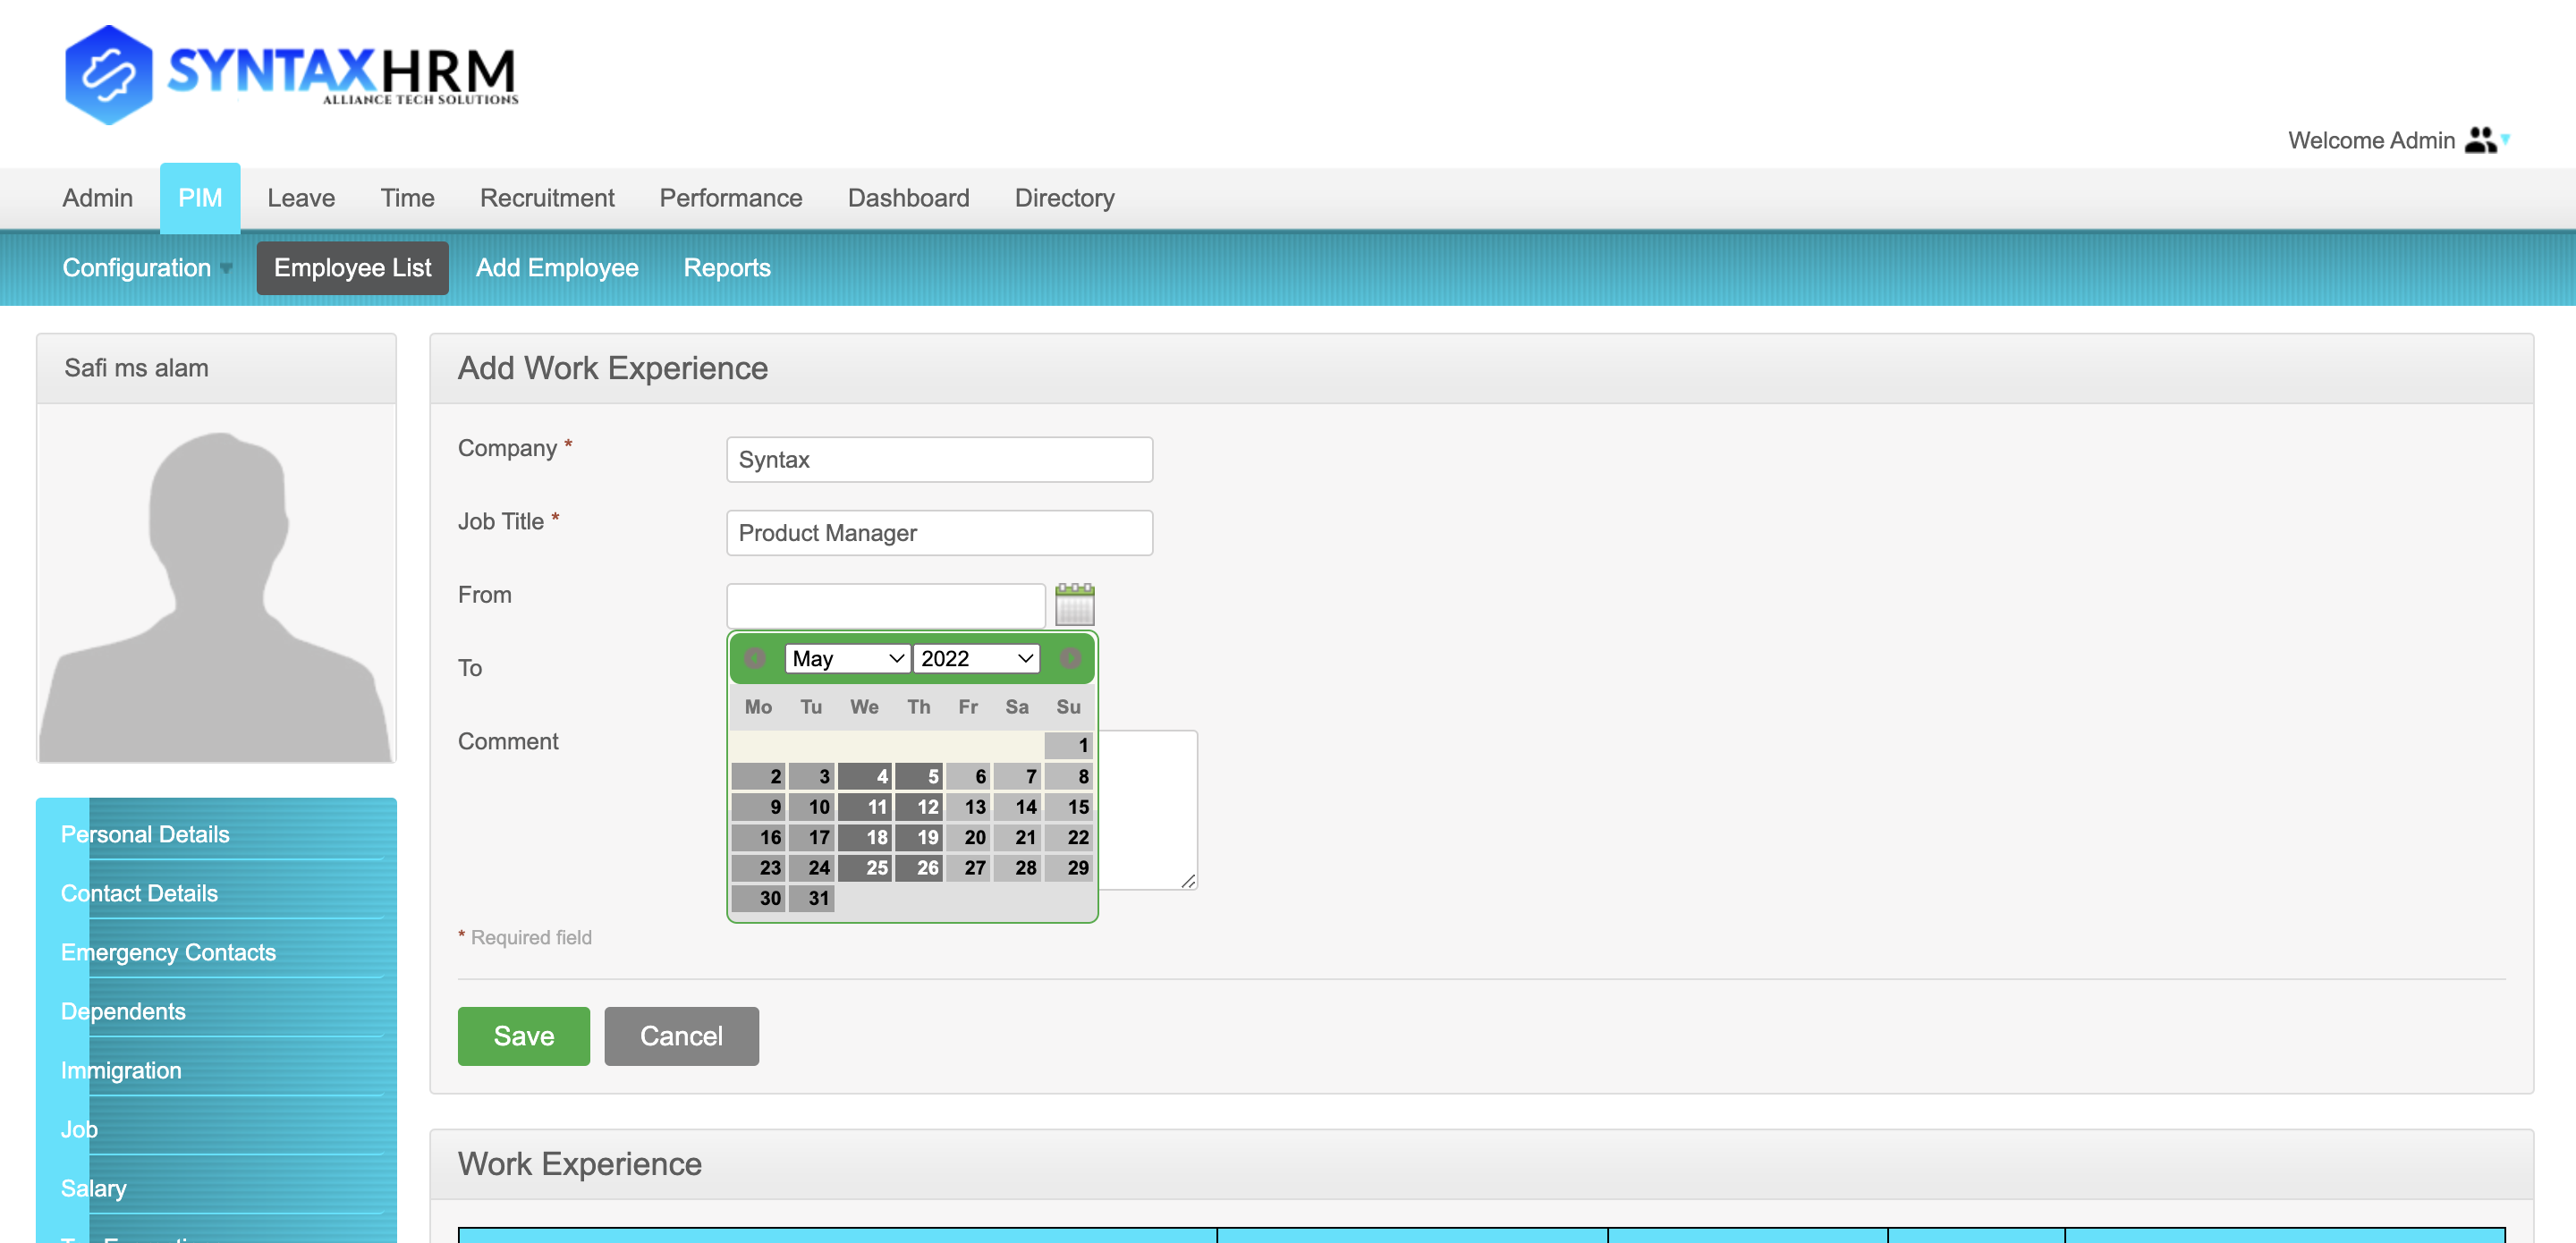 SYNTAXHRM
ALLIANCE TECH SOLUTIONS
Welcome Admin
Admin PIM Leave Time Recruitment Performance Dashboard Directory
Configuration Employee List Add Employee Reports
Safi ms alam
Add Work Experience
Company *
Syntax
Job Title *
Product Manager
From
To
May 2022
Mo Tu We Th Fr Sa Su
1
2 3 4 5 6 7 8
9 10 11 12 13 14 15
16 17 18 19 20 21 22
23 24 25 26 27 28 29
30 31
Comment
* Required field
Save Cancel
Personal Details
Contact Details
Emergency Contacts
Dependents
Immigration
Job
Salary
Work Experience